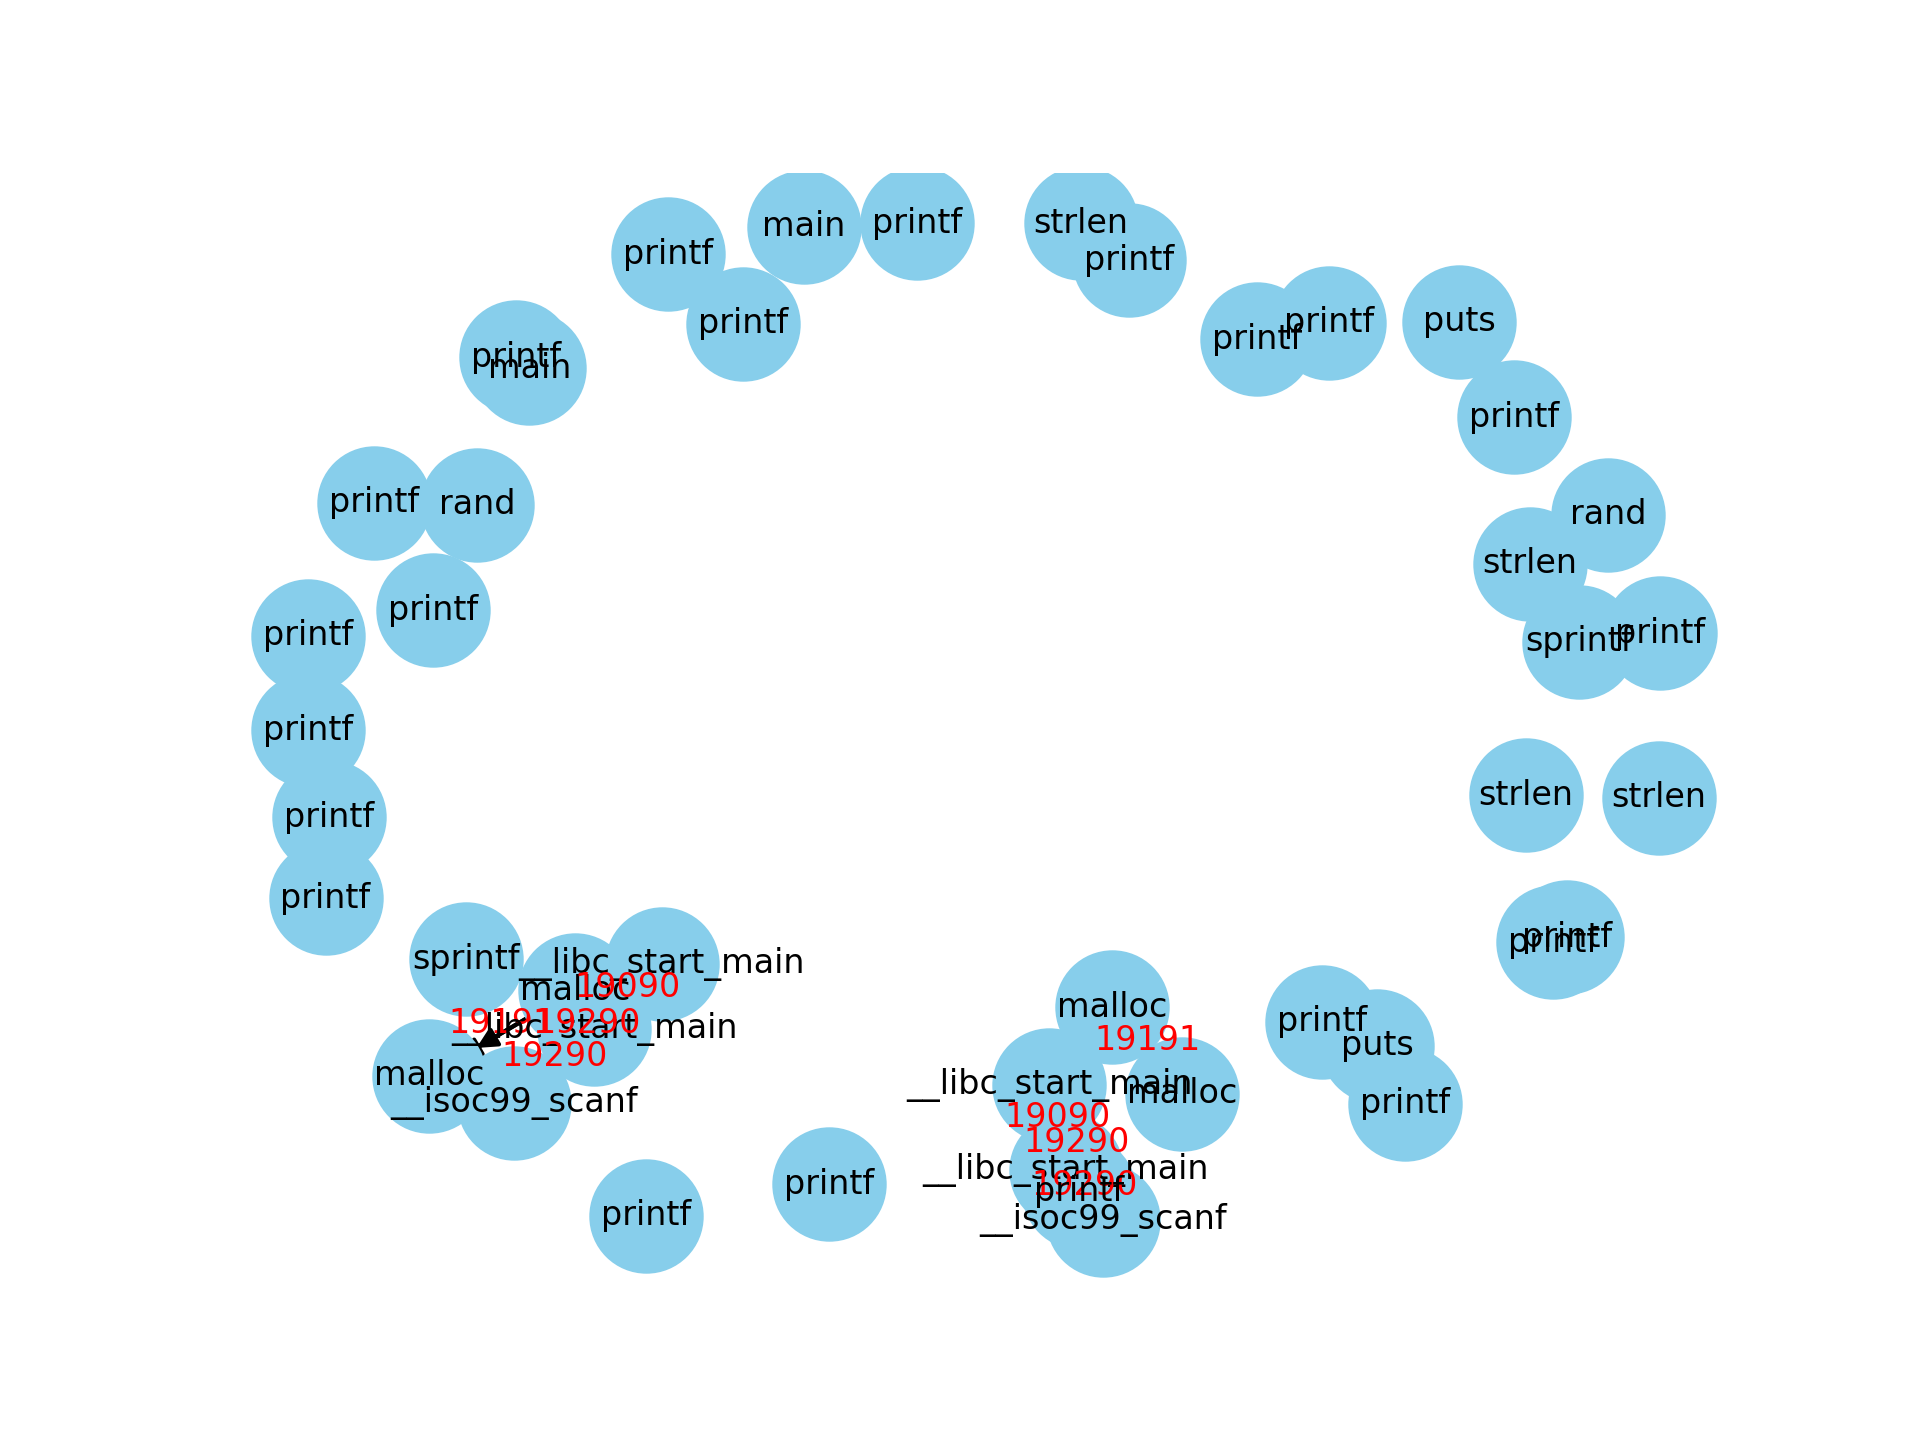 main
printf
strlen
printf
printf
printf
printf
printf
puts
printf
printf
main
printf
printf
rand
rand
strlen
printf
printf
sprintf
printf
printf
strlen
strlen
printf
printf
printf
printf
sprintf
__libc_start_main
malloc
19090
19191
19290
__libc_start_main
19290
malloc
__isoc99_scanf
malloc
19191
__libc_start_main
malloc
19090
19290
__libc_start_main
19290
printf
__isoc99_scanf
printf
puts
printf
printf
printf